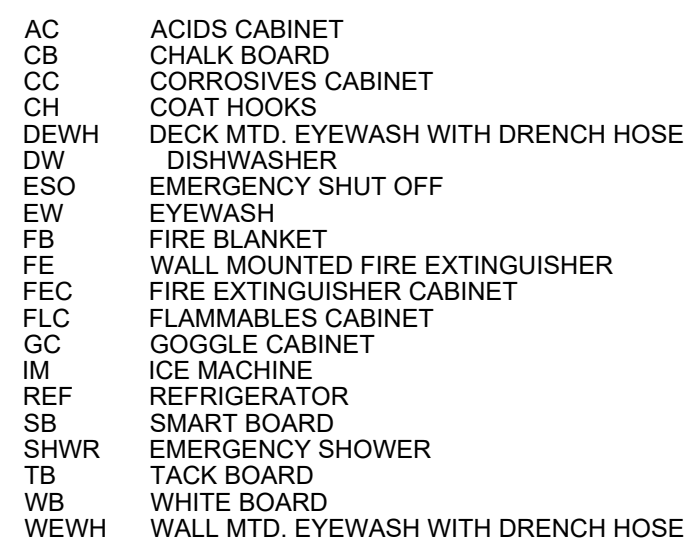 AC ACIDS CABINET
CB CHALK BOARD
CC CORROSIVES CABINET
CH COAT HOOKS
DEWH DECK MTD. EYEWASH WITH DRENCH HOSE
DW DISHWASHER
ESO EMERGENCY SHUT OFF
EW EYEWASH
FB FIRE BLANKET
FE WALL MOUNTED FIRE EXTINGUISHER
FEC FIRE EXTINGUISHER CABINET
FLC FLAMMABLES CABINET
GC GOGGLE CABINET
IM ICE MACHINE
REF REFRIGERATOR
SB SMART BOARD
SHWR EMERGENCY SHOWER
TB TACK BOARD
WB WHITE BOARD
WEWH WALL MTD. EYEWASH WITH DRENCH HOSE